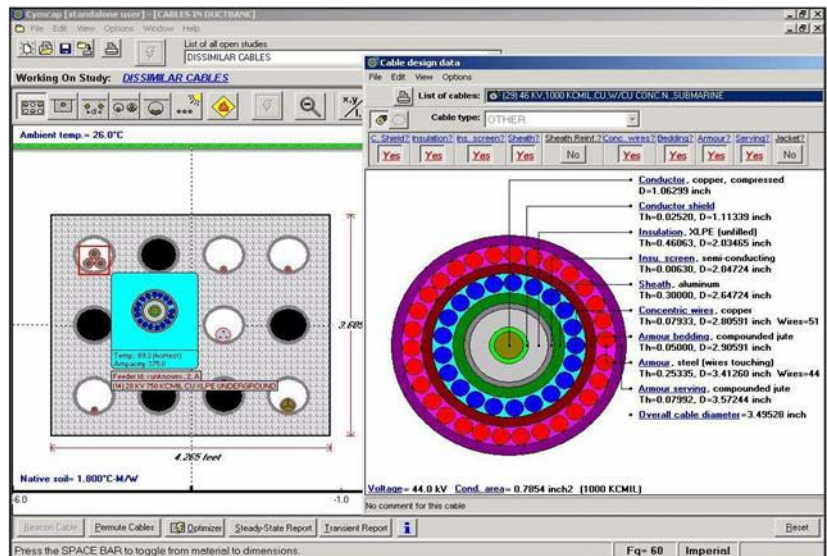 Cymcap [standalone user] - [CABLES IN DUCTBANK]
File Edit View Options Window Help
List of all open studies
DISSIMILAR CABLES
Working On Study: DISSIMILAR CABLES
x,y
Ambient temp.= 26.0°C
Temp.: 89.3 (hottest)
Ampacity: 375.0
Feeder Id: <unknown>, 2, A
(14) 28 KV 750 KCMIL CU XLPE UNDERGROUND
4.265 feet
Native soil= 1.800°C-M/W
-6.0
-1.0
Cable design data
File Edit View Options
List of cables: (29) 46 KV,1000 KCMIL,CU,W/CU CONC.N.,SUBMARINE
Cable type: OTHER
C. Shield? Insulation? Ins. screen? Sheath? Sheath Reinf.? Conc. wires? Bedding? Armour? Serving? Jacket?
Yes Yes Yes Yes No Yes Yes Yes Yes No
Conductor, copper, compressed
D=1.06299 inch
Conductor shield
Th=0.02520, D=1.11339 inch
Insulation, XLPE (unfilled)
Th=0.46063, D=2.03465 inch
Insu. screen, semi-conducting
Th=0.00630, D=2.04724 inch
Sheath, aluminum
Th=0.30000, D=2.64724 inch
Concentric wires, copper
Th=0.07933, D=2.80591 inch Wires=51
Armour bedding, compounded jute
Th=0.05000, D=2.90591 inch
Armour, steel (wires touching)
Th=0.25335, D=3.41260 inch Wires=44
Armour serving, compounded jute
Th=0.07992, D=3.57244 inch
Overall cable diameter=3.49528 inch
Voltage= 44.0 kV Cond. area= 0.7854 inch2 (1000 KCMIL)
No comment for this cable
Beacon Cable Permute Cables Optimizer Steady-State Report Transient Report Reset
Press the SPACE BAR to toggle from material to dimensions.
Fq= 60 Imperial